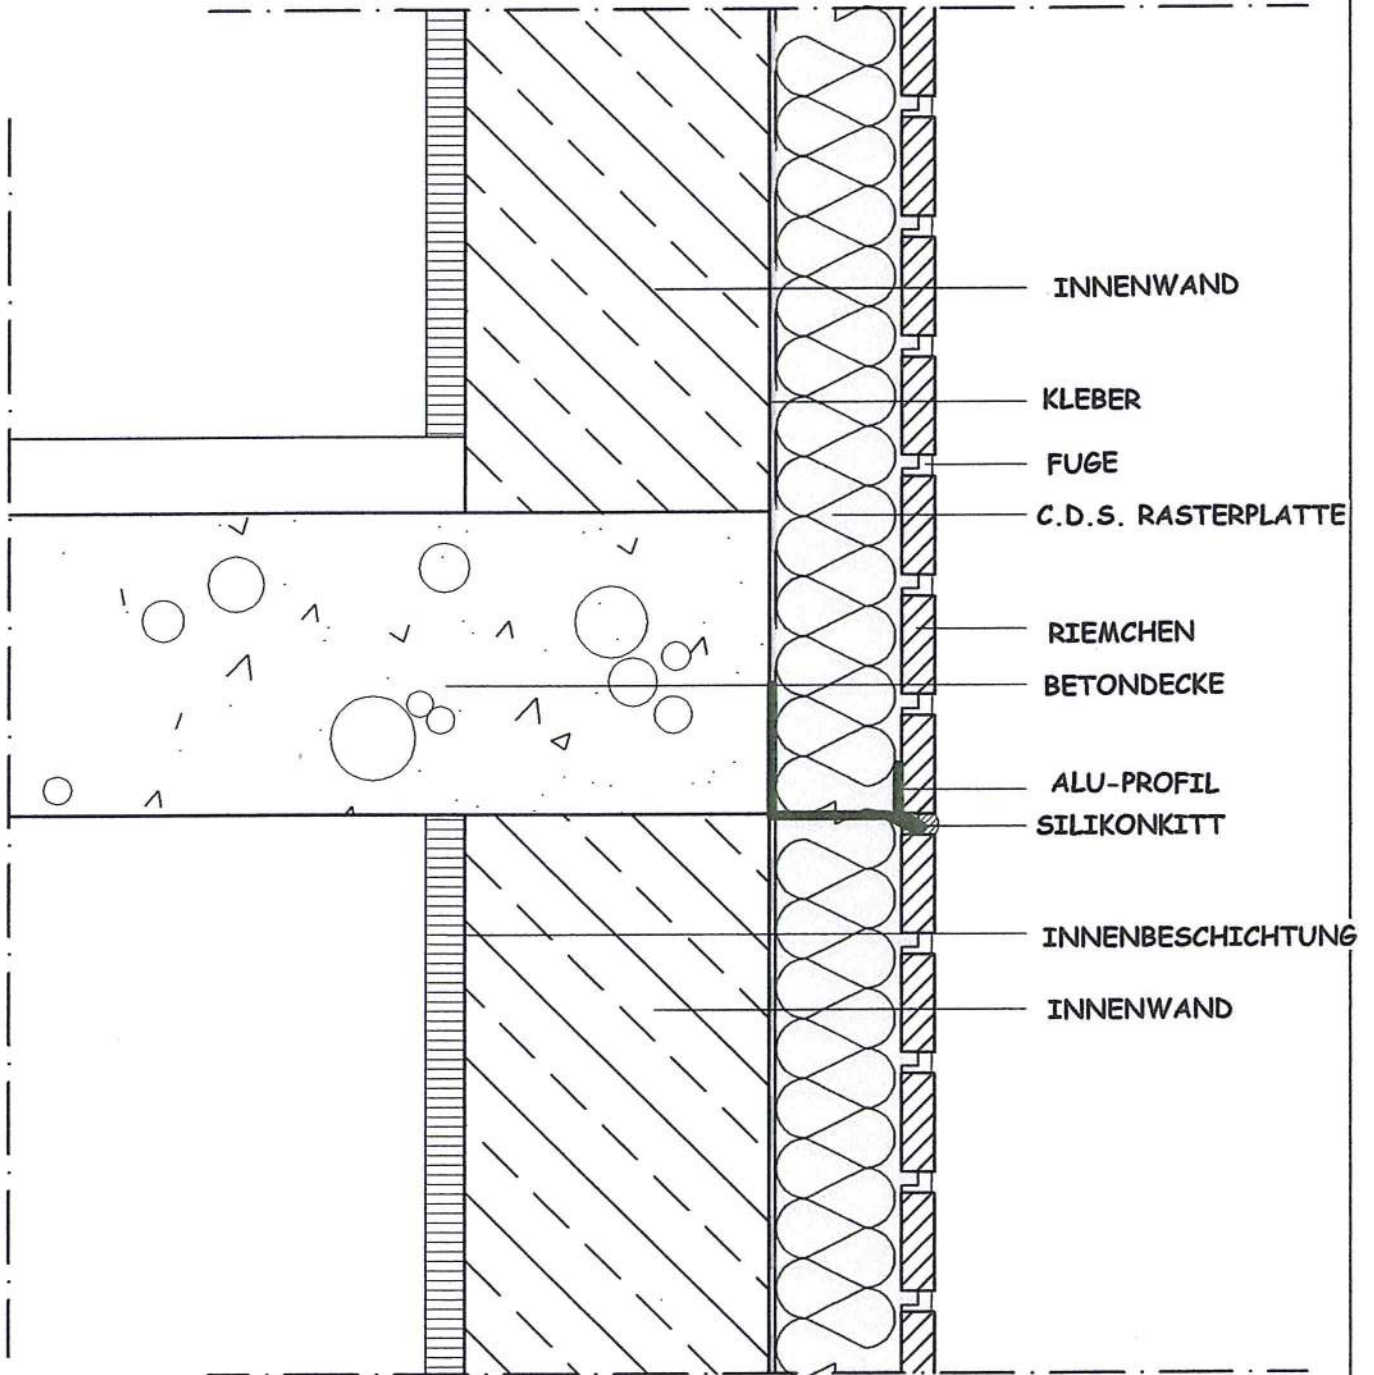 INNENWAND
KLEBER
FUGE
C.D.S. RASTERPLATTE
RIEMCHEN
BETONDECKE
ALU-PROFIL
SILIKONKITT
INNENBESCHICHTUNG
INNENWAND